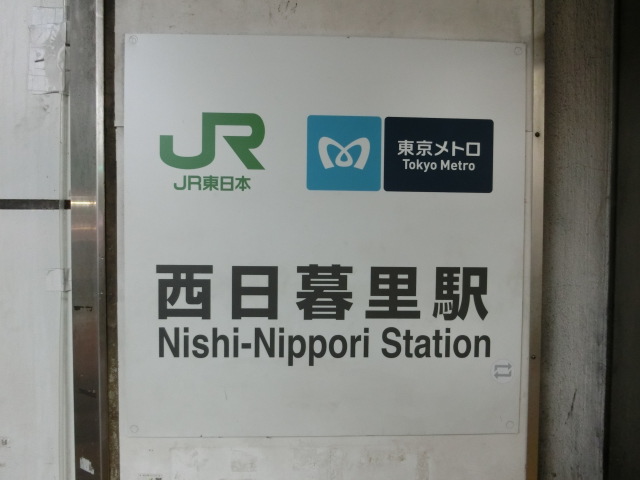 JR
JR東日本
東京メトロ
Tokyo Metro
西日暮里駅
Nishi-Nippori Station